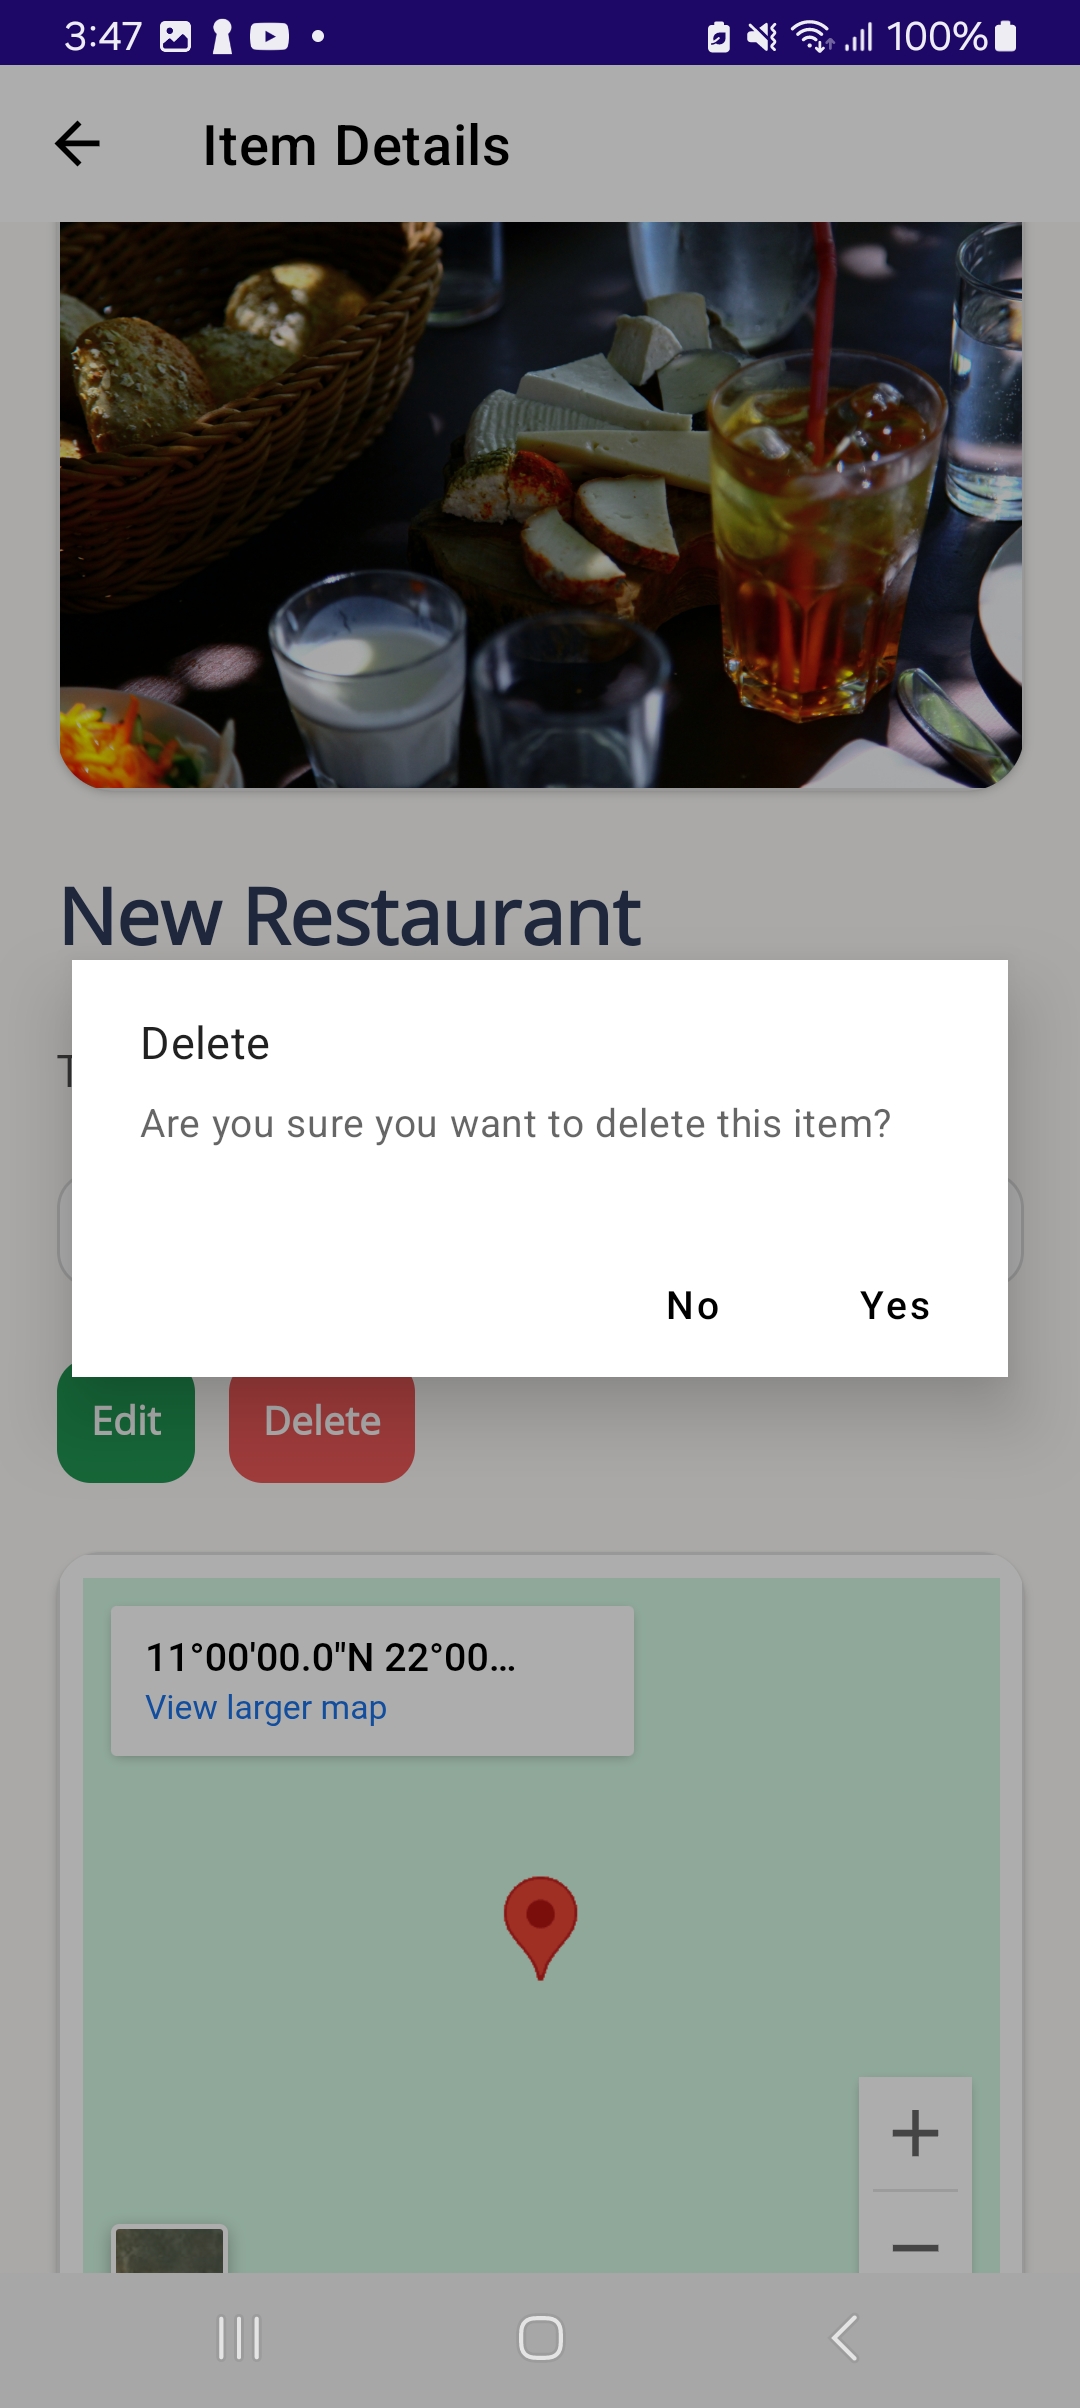 3:47 100%
Item Details
New Restaurant
Delete
Are you sure you want to delete this item?
No Yes
Edit Delete
11°00'00.0"N 22°00...
View larger map